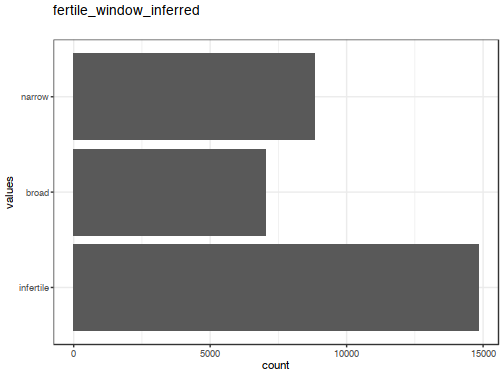 fertile_window_inferred
values
narrow
broad
infertile
0
5000
10000
15000
count